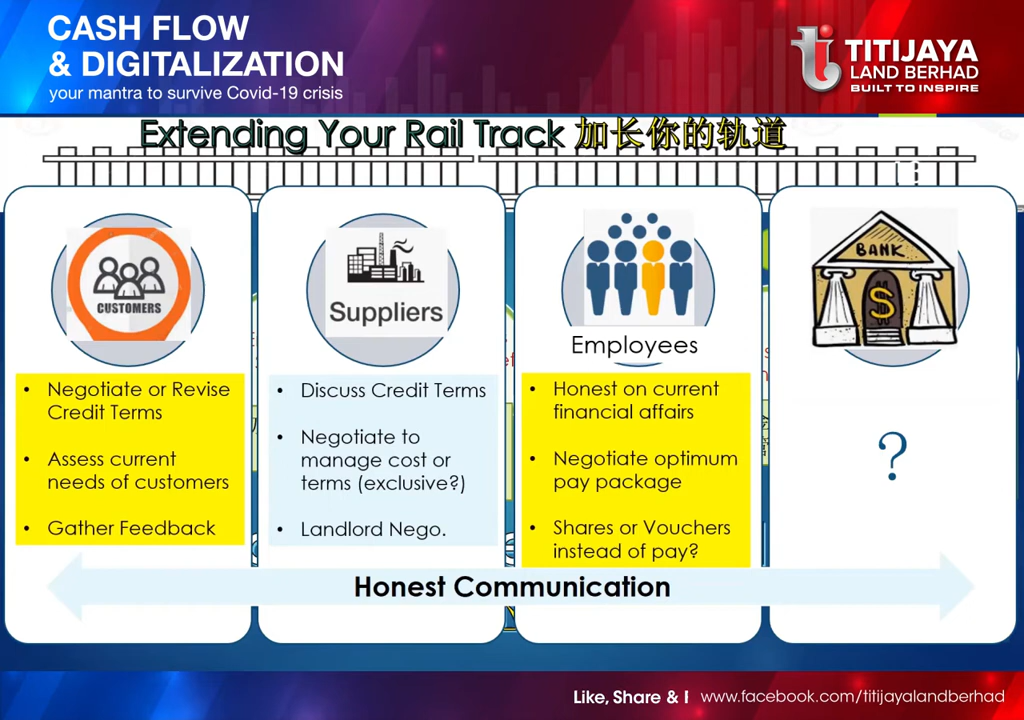 CASH FLOW
& DIGITALIZATION
your mantra to survive Covid-19 crisis
TITIJAYA
LAND BERHAD
BUILT TO INSPIRE
Extending Your Rail Track 加长你的轨道
CUSTOMERS
• Negotiate or Revise
Credit Terms
• Assess current
needs of customers
• Gather Feedback
Suppliers
• Discuss Credit Terms
• Negotiate to
manage cost or
terms (exclusive?)
• Landlord Nego.
Employees
• Honest on current
financial affairs
• Negotiate optimum
pay package
• Shares or Vouchers
instead of pay?
BANK
$
?
Honest Communication
Like, Share & www.facebook.com/titijayalandberhad